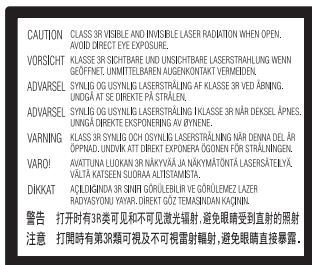 CAUTION CLASS 3R VISIBLE AND INVISIBLE LASER RADIATION WHEN OPEN.
AVOID DIRECT EYE EXPOSURE.
VORSICHT KLASSE 3R SICHTBARE UND UNSICHTBARE LASERSTRAHLUNG WENN
GEÖFFNET. UNMITTELBAREN AUGENKONTAKT VERMEIDEN.
ADVARSEL SYNLIG OG USYNLIG LASERSTRÅLING AF KLASSE 3R VED ÅBNING.
UNDGÅ AT SE DIREKTE PÅ STRÅLEN.
ADVARSEL SYNLIG OG USYNLIG LASERSTRÅLING I KLASSE 3R NÅR DEKSEL ÅPNES.
UNNGÅ DIREKTE EKSPONERING AV ØYNENE.
VARNING KLASS 3R SYNLIG OCH OSYNLIG LASERSTRÅLNING NÄR DENNA DEL ÄR
ÖPPNAD. UNDVIK ATT DIREKT EXPONERA ÖGONEN FÖR STRÅLNINGEN.
VARO! AVATTUNA LUOKAN 3R NÄKYVÄÄ JA NÄKYMÄTÖNTÄ LASERSÄTEILYÄ.
VÄLTÄ KATSEEN SUORAA ALTISTAMISTA.
DİKKAT AÇILDIĞINDA 3R SINIFI GÖRÜLEBİLİR VE GÖRÜLEMEZ LAZER
RADYASYONU YAYAR. DİREKT GÖZ TEMASINDAN KAÇININ.
警告 打开时有3R类可见和不可见激光辐射,避免眼睛受到直射的照射
注意 打開時有第3R類可視及不可視雷射輻射,避免眼睛直接暴露。